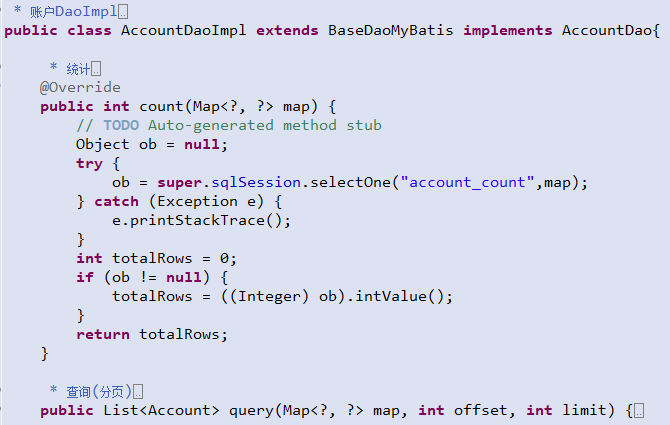 * 账户DaoImpl
public class AccountDaoImpl extends BaseDaoMyBatis implements AccountDao{
* 统计
@Override
public int count(Map<?, ?> map) {
// TODO Auto-generated method stub
Object ob = null;
try {
ob = super.sqlSession.selectOne("account_count",map);
} catch (Exception e) {
e.printStackTrace();
}
int totalRows = 0;
if (ob != null) {
totalRows = ((Integer) ob).intValue();
}
return totalRows;
}
* 查询(分页)
public List<Account> query(Map<?, ?> map, int offset, int limit) {